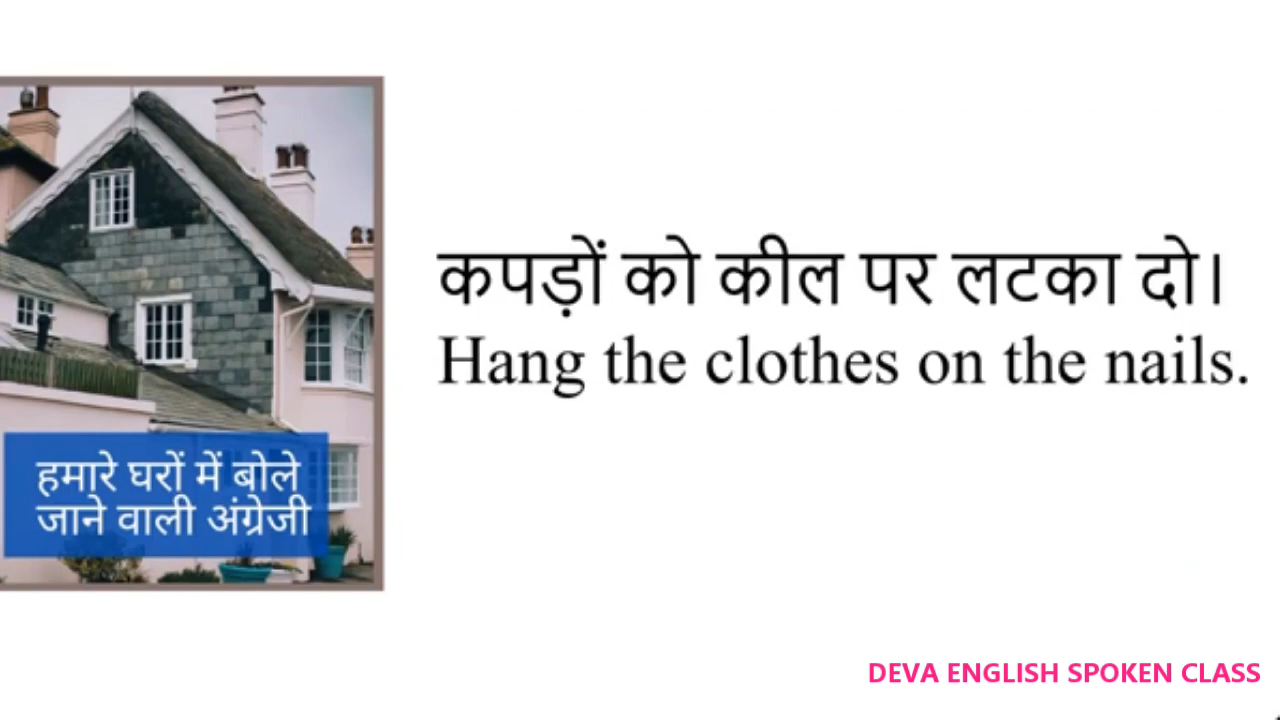 कपड़ों को कील पर लटका दो।
Hang the clothes on the nails.
हमारे घरों में बोले
जाने वाली अंग्रेजी
DEVA ENGLISH SPOKEN CLASS